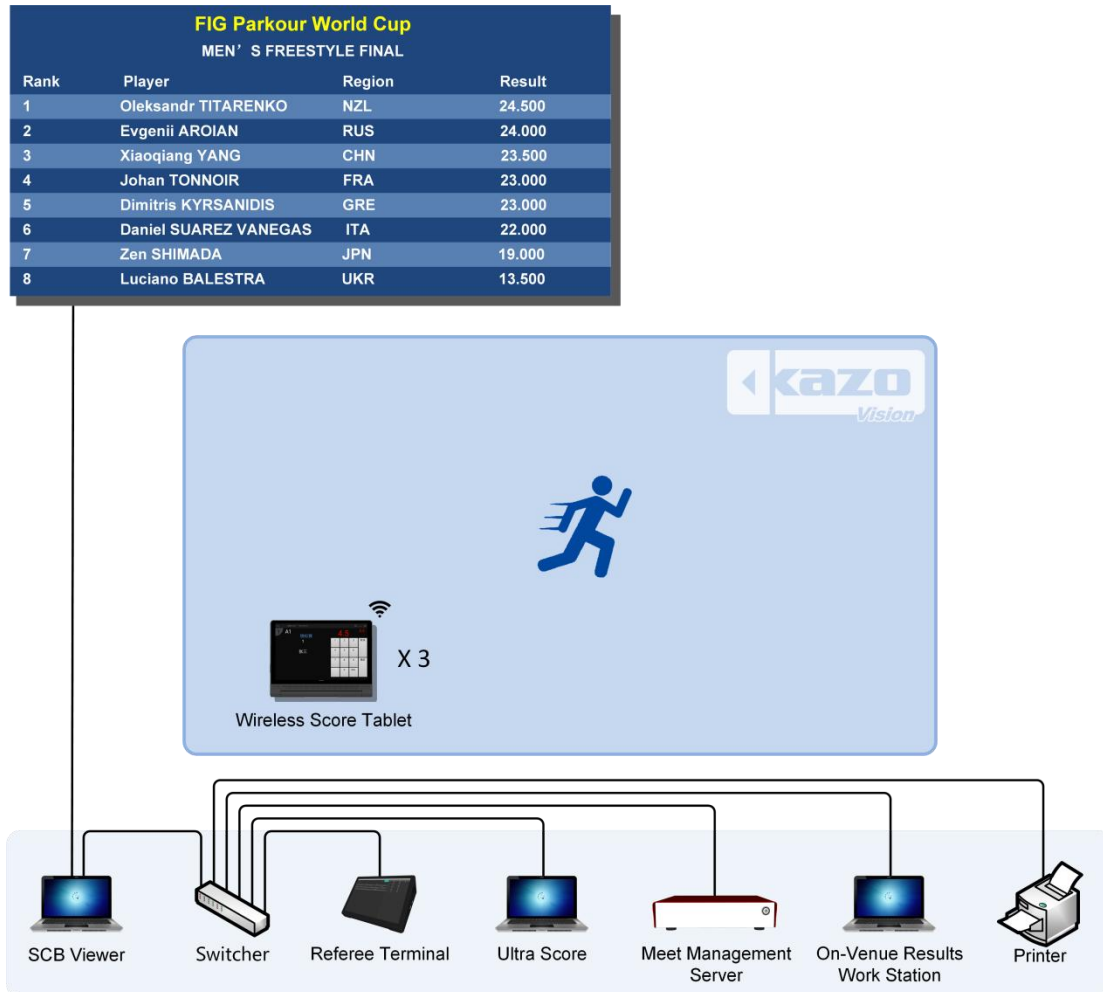 FIG Parkour World Cup
MEN’S FREESTYLE FINAL
Rank Player Region Result
1 Oleksandr TITARENKO NZL 24.500
2 Evgenii AROIAN RUS 24.000
3 Xiaoqiang YANG CHN 23.500
4 Johan TONNOIR FRA 23.000
5 Dimitris KYRSANIDIS GRE 23.000
6 Daniel SUAREZ VANEGAS ITA 22.000
7 Zen SHIMADA JPN 19.000
8 Luciano BALESTRA UKR 13.500
kazo
Vision
A1
4.5
X 3
Wireless Score Tablet
SCB Viewer
Switcher
Referee Terminal
Ultra Score
Meet Management
Server
On-Venue Results
Work Station
Printer